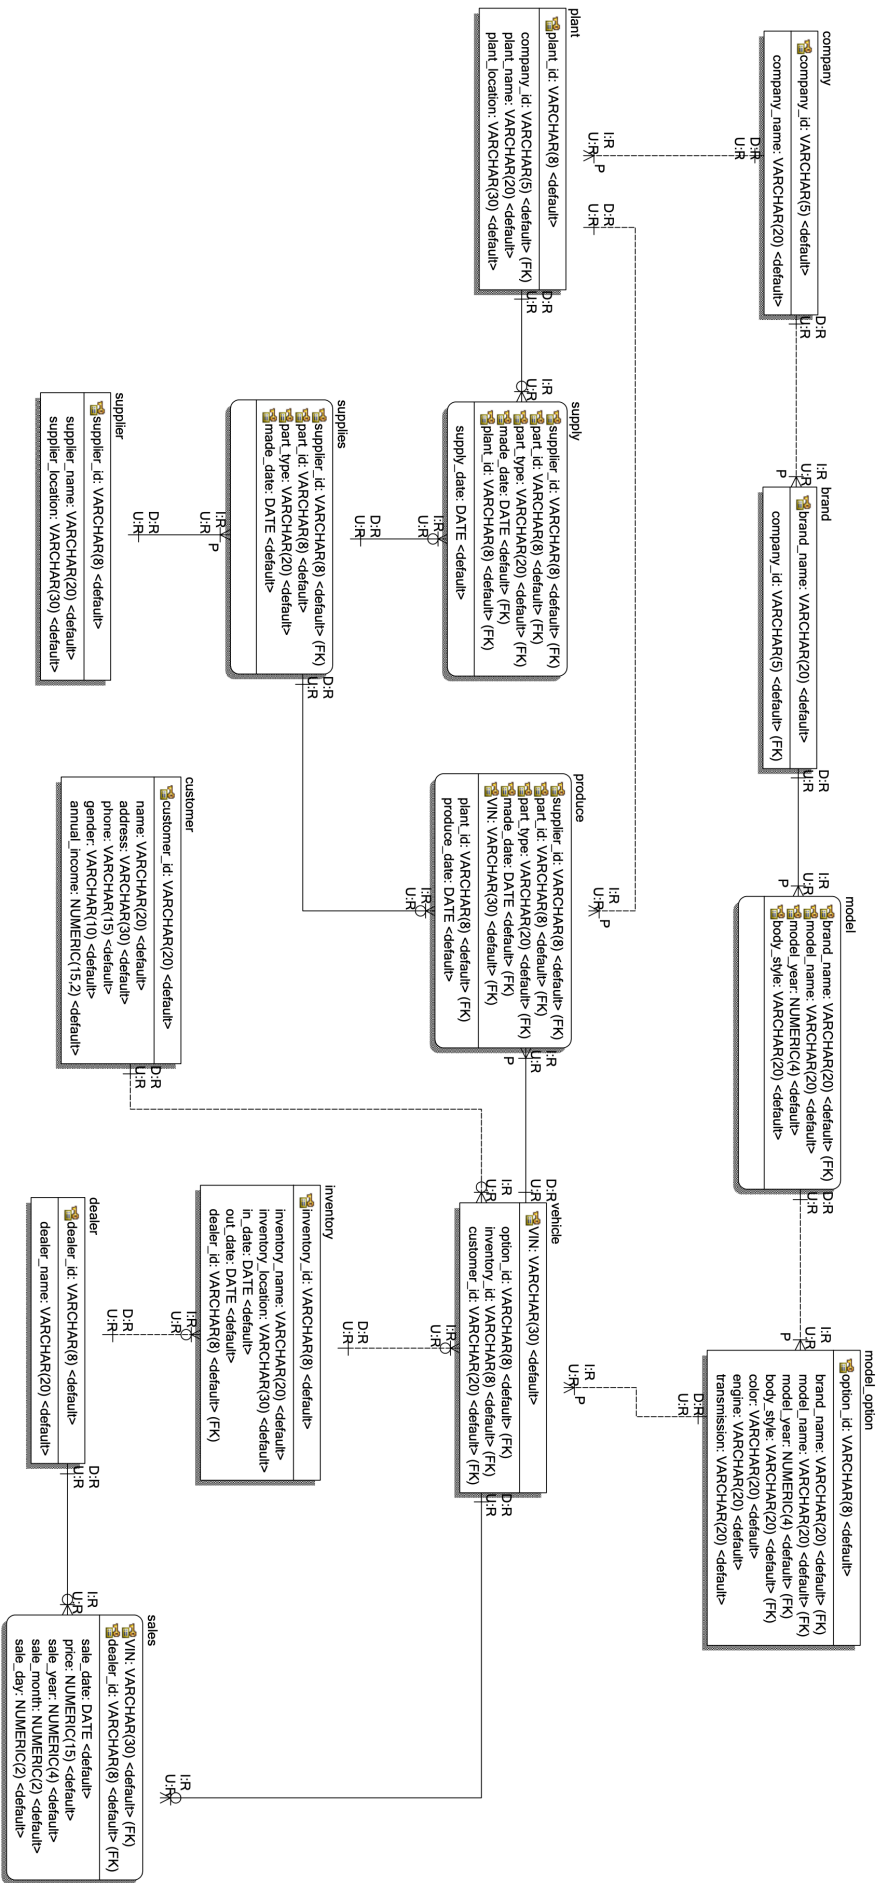 company
company_id: VARCHAR(5) <default>
company_name: VARCHAR(20) <default>
D:R
U:R
D:R
U:R
I:R
U:R
P
brand
brand_name: VARCHAR(20) <default>
company_id: VARCHAR(5) <default> (FK)
D:R
U:R
I:R
U:R
P
model
brand_name: VARCHAR(20) <default> (FK)
model_name: VARCHAR(20) <default>
model_year: NUMERIC(4) <default>
body_style: VARCHAR(20) <default>
D:R
U:R
I:R
U:R
P
model_option
option_id: VARCHAR(8) <default>
brand_name: VARCHAR(20) <default> (FK)
model_name: VARCHAR(20) <default> (FK)
model_year: NUMERIC(4) <default> (FK)
body_style: VARCHAR(20) <default> (FK)
color: VARCHAR(20) <default>
engine: VARCHAR(20) <default>
transmission: VARCHAR(20) <default>
D:R
U:R
I:R
U:R
P
D:R
U:R
I:R
U:R
P
I:R
U:R
P
plant
plant_id: VARCHAR(8) <default>
company_id: VARCHAR(5) <default> (FK)
plant_name: VARCHAR(20) <default>
plant_location: VARCHAR(30) <default>
D:R
U:R
I:R
U:R
supply
supplier_id: VARCHAR(8) <default> (FK)
part_id: VARCHAR(8) <default> (FK)
part_type: VARCHAR(20) <default> (FK)
made_date: DATE <default> (FK)
plant_id: VARCHAR(8) <default> (FK)
supply_date: DATE <default>
produce
supplier_id: VARCHAR(8) <default> (FK)
part_id: VARCHAR(8) <default> (FK)
part_type: VARCHAR(20) <default> (FK)
made_date: DATE <default> (FK)
VIN: VARCHAR(30) <default> (FK)
plant_id: VARCHAR(8) <default> (FK)
produce_date: DATE <default>
I:R
U:R
P
D:R
U:R
I:R
U:R
vehicle
VIN: VARCHAR(30) <default>
option_id: VARCHAR(8) <default> (FK)
inventory_id: VARCHAR(8) <default> (FK)
customer_id: VARCHAR(20) <default> (FK)
D:R
U:R
I:R
U:R
D:R
U:R
I:R
U:R
I:R
U:R
D:R
U:R
supplies
supplier_id: VARCHAR(8) <default> (FK)
part_id: VARCHAR(8) <default>
part_type: VARCHAR(20) <default>
made_date: DATE <default>
D:R
U:R
I:R
U:R
P
D:R
U:R
inventory
inventory_id: VARCHAR(8) <default>
inventory_name: VARCHAR(20) <default>
inventory_location: VARCHAR(30) <default>
in_date: DATE <default>
out_date: DATE <default>
dealer_id: VARCHAR(8) <default> (FK)
I:R
U:R
D:R
U:R
I:R
U:R
customer
customer_id: VARCHAR(20) <default>
name: VARCHAR(20) <default>
address: VARCHAR(30) <default>
phone: VARCHAR(15) <default>
gender: VARCHAR(10) <default>
annual_income: NUMERIC(15,2) <default>
D:R
U:R
supplier
supplier_id: VARCHAR(8) <default>
supplier_name: VARCHAR(20) <default>
supplier_location: VARCHAR(30) <default>
dealer
dealer_id: VARCHAR(8) <default>
dealer_name: VARCHAR(20) <default>
D:R
U:R
I:R
U:R
sales
VIN: VARCHAR(30) <default> (FK)
dealer_id: VARCHAR(8) <default> (FK)
sale_date: DATE <default>
price: NUMERIC(15) <default>
sale_year: NUMERIC(4) <default>
sale_month: NUMERIC(2) <default>
sale_day: NUMERIC(2) <default>